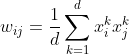 w_{ij} = \frac{1}{d} \sum_{k=1}^{d} x_i^k x_j^k